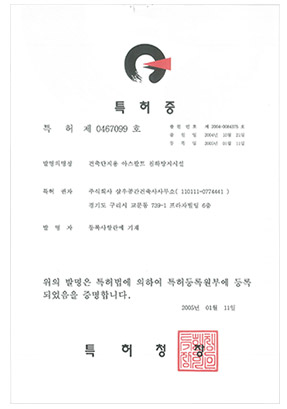 특허증
특 허 제 0467099 호
출 원 번 호 제 2004-0084375 호
출 원 일 2004년 10월 21일
등 록 일 2005년 01월 11일
발명의명칭 건축단지용 아스팔트 침하방지시설
특허 권자 주식회사 삼우공간건축사사무소( 110111-0774441 )
경기도 구리시 교문동 739-1 프라자빌딩 6층
발 명 자 등록사항란에 기재
위의 발명은 특허법에 의하여 특허등록원부에 등록
되었음을 증명합니다.
2005년 01월 11일
특 허 청 장